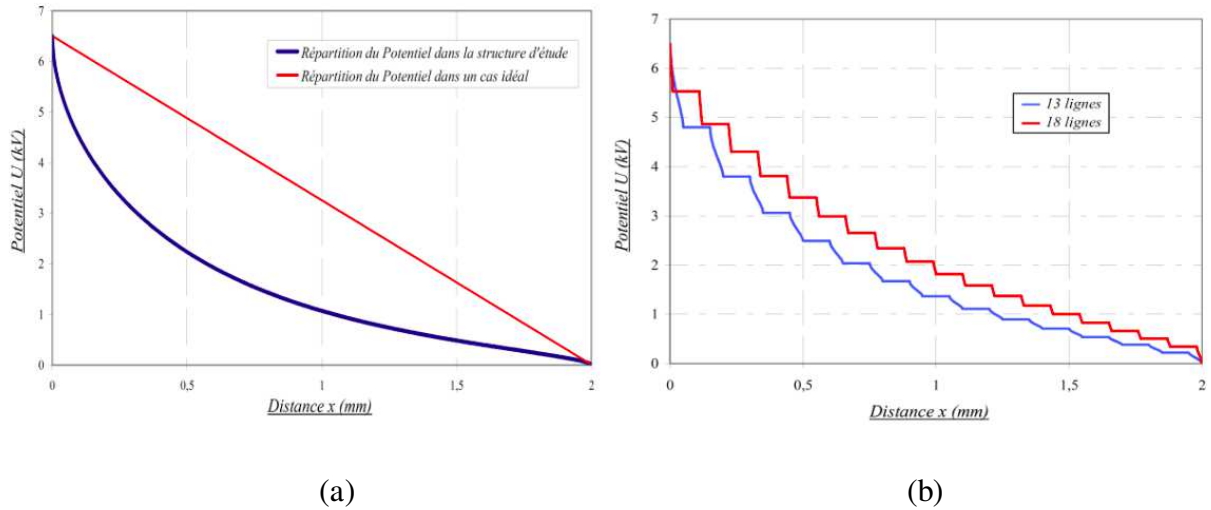 7
6
5
4
3
2
1
0
Potentiel U (kV)
Répartition du Potentiel dans la structure d'étude
Répartition du Potentiel dans un cas idéal
0
0,5
1
1,5
2
Distance x (mm)
(a)
7
6
5
4
3
2
1
0
Potentiel U (kV)
13 lignes
18 lignes
0
0,5
1
1,5
2
Distance x (mm)
(b)